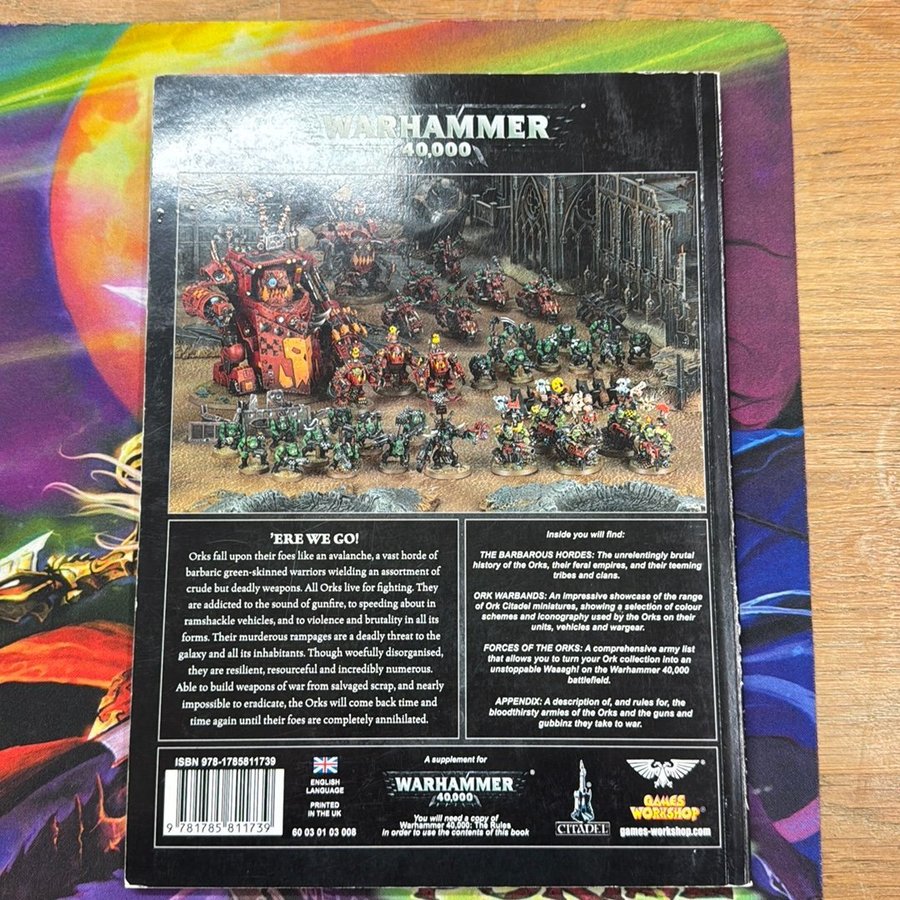 WARHAMMER
40,000
'ERE WE GO!
Orks fall upon their foes like an avalanche, a vast horde of
barbaric green-skinned warriors wielding an assortment of
crude but deadly weapons. All Orks live for fighting. They
are addicted to the sound of gunfire, to speeding about in
ramshackle vehicles, and to violence and brutality in all its
forms. Their murderous rampages are a deadly threat to the
galaxy and all its inhabitants. Though woefully disorganised,
they are resilient, resourceful and incredibly numerous.
Able to build weapons of war from salvaged scrap, and nearly
impossible to eradicate, the Orks will come back time and
time again until their foes are completely annihilated.
Inside you will find:
THE BARBAROUS HORDES: The unrelentingly brutal
history of the Orks, their feral empires, and their teeming
tribes and clans.
ORK WARBANDS: An impressive showcase of the range
of Ork Citadel miniatures, showing a selection of colour
schemes and iconography used by the Orks on their
units, vehicles and wargear.
FORCES OF THE ORKS: A comprehensive army list
that allows you to turn your Ork collection into an
unstoppable Waaagh! on the Warhammer 40,000
battlefield.
APPENDIX: A description of, and rules for, the
bloodthirsty armies of the Orks and the guns and
gubbinz they take to war.
ISBN 978-1785811739
9 781785 811739
ENGLISH
LANGUAGE
PRINTED
IN THE UK
60 03 01 03 008
A supplement for
WARHAMMER
40,000
You will need a copy of
Warhammer 40,000: The Rules
in order to use the contents of this book
CITADEL
GAMES
WORKSHOP
games-workshop.com